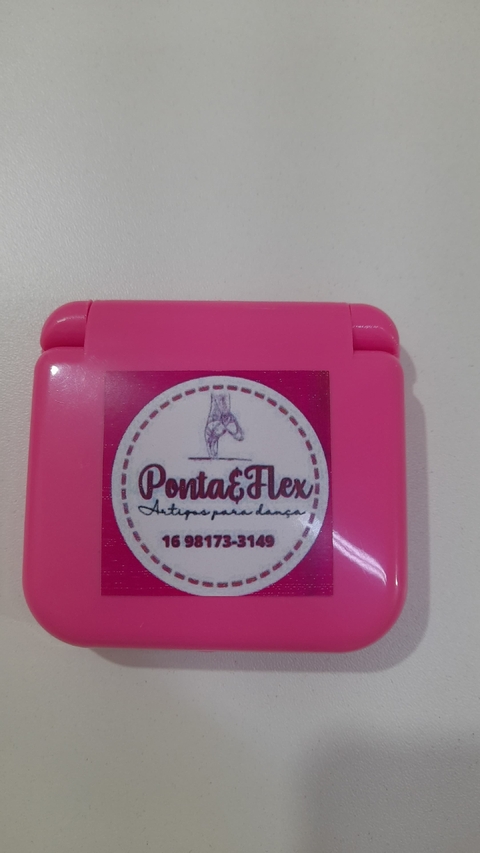 Ponta&Flex
Artigos para dança
16 98173-3149